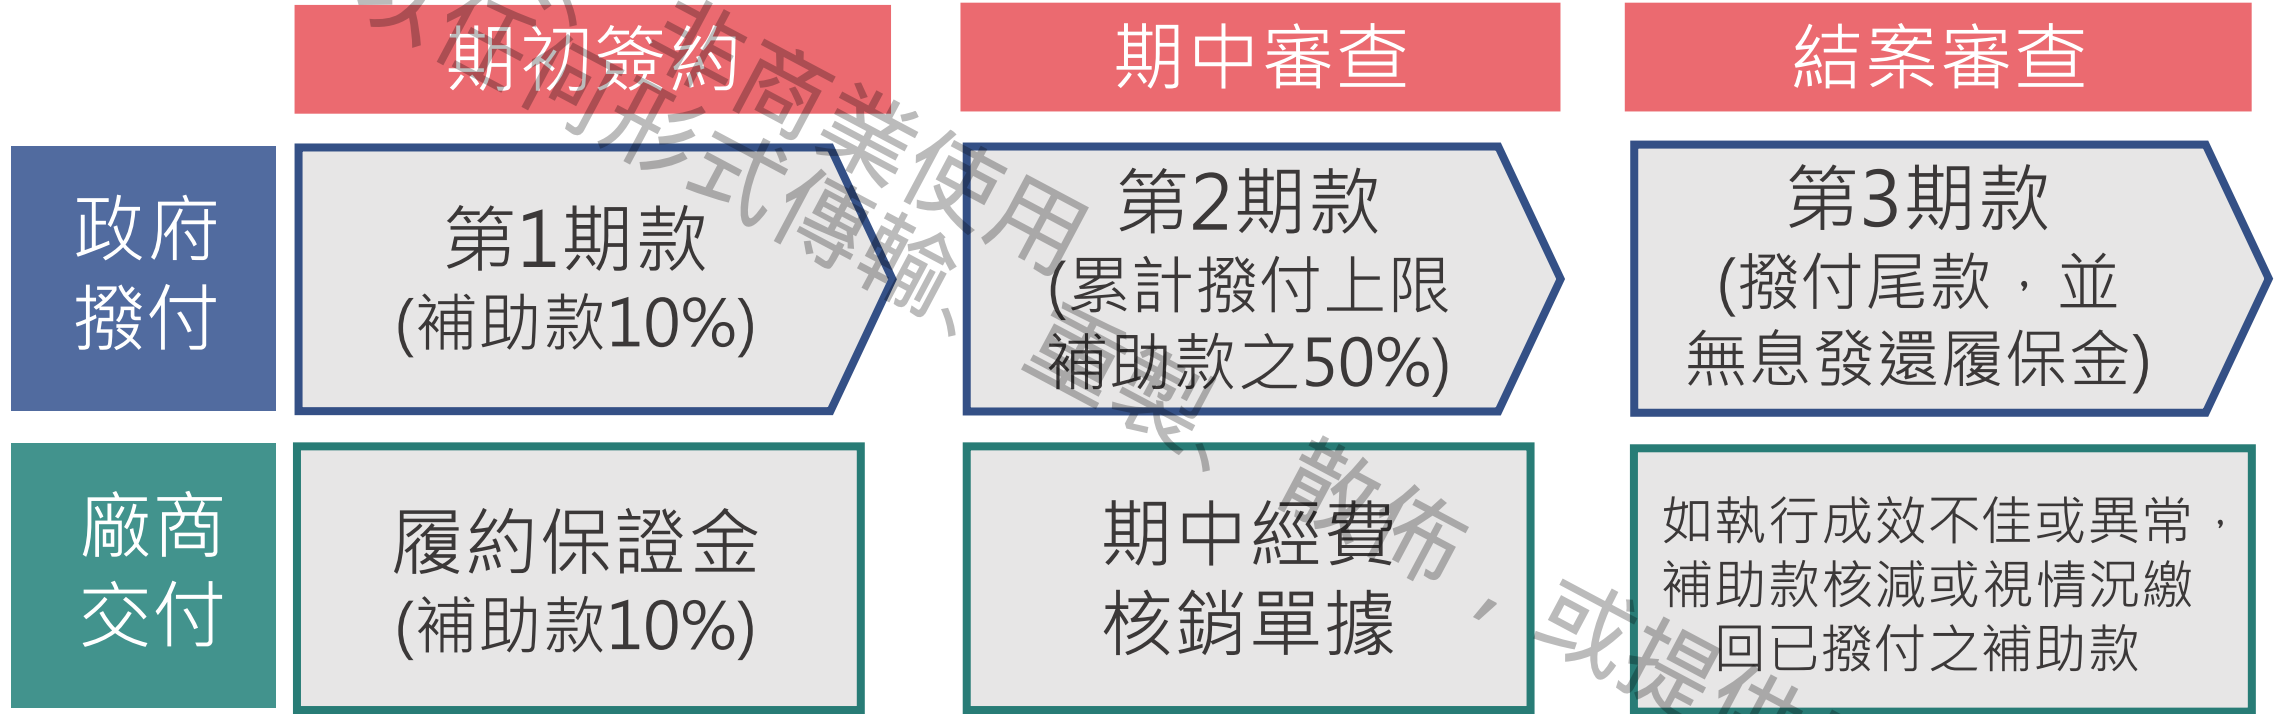 期初簽約
期中審查
結案審查
政府
撥付
第1期款
(補助款10%)
第2期款
(累計撥付上限
補助款之50%)
第3期款
(撥付尾款，並
無息發還履保金)
廠商
交付
履約保證金
(補助款10%)
期中經費
核銷單據
如執行成效不佳或異常，
補助款核減或視情況繳
回已撥付之補助款
非商業使用
以任何形式傳輸、重製、散佈，或提供